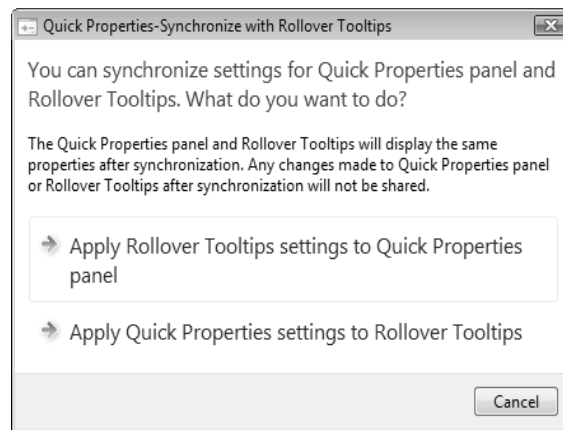 Quick Properties-Synchronize with Rollover Tooltips
You can synchronize settings for Quick Properties panel and
Rollover Tooltips. What do you want to do?
The Quick Properties panel and Rollover Tooltips will display the same
properties after synchronization. Any changes made to Quick Properties panel
or Rollover Tooltips after synchronization will not be shared.
Apply Rollover Tooltips settings to Quick Properties
panel
Apply Quick Properties settings to Rollover Tooltips
Cancel